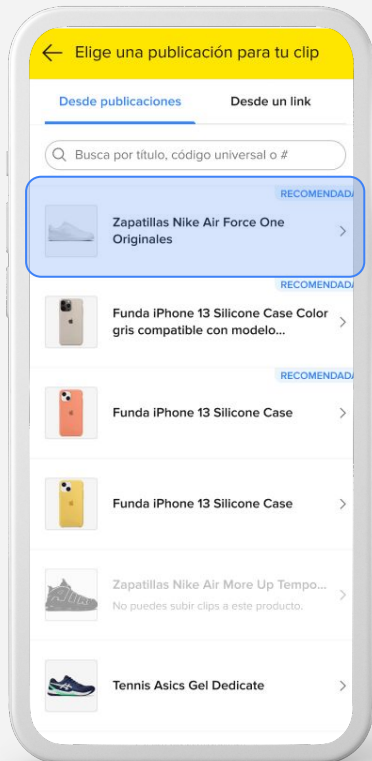 Elige una publicación para tu clip
Desde publicaciones
Desde un link
Busca por título, código universal o #
RECOMENDADA
Zapatillas Nike Air Force One
Originales
RECOMENDADA
Funda iPhone 13 Silicone Case Color
gris compatible con modelo...
RECOMENDADA
Funda iPhone 13 Silicone Case
Funda iPhone 13 Silicone Case
Zapatillas Nike Air More Up Tempo...
No puedes subir clips a este producto.
Tennis Asics Gel Dedicate